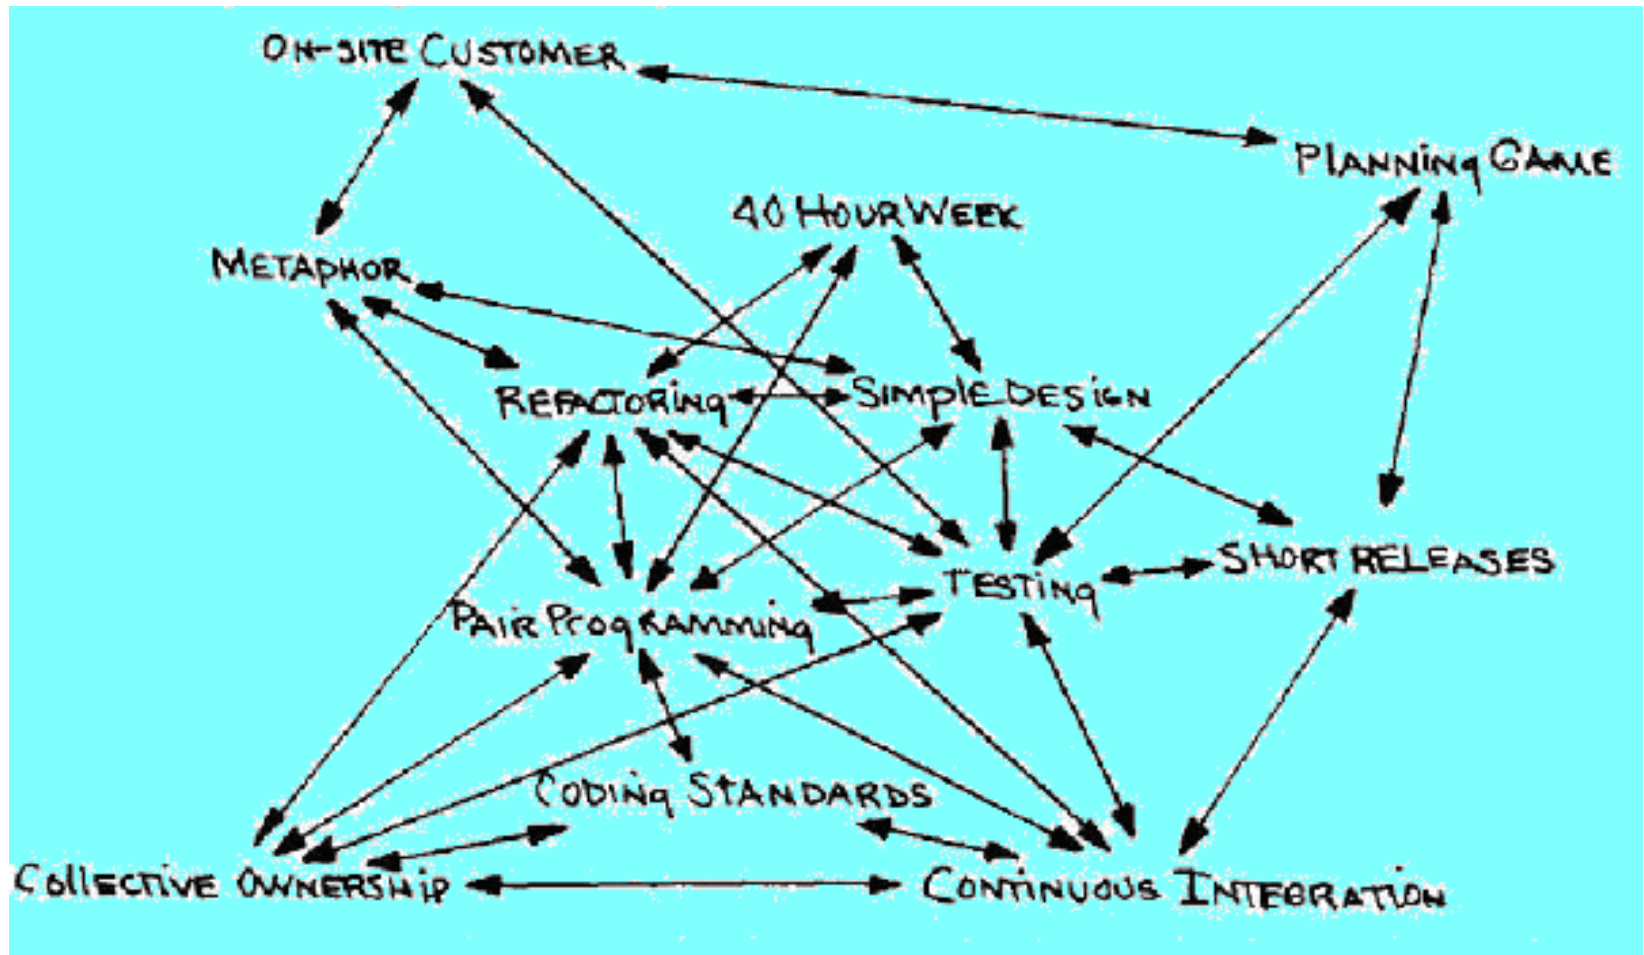 ON-SITE CUSTOMER
PLANNING GAME
40 HOUR WEEK
METAPHOR
REFACTORING
SIMPLE DESIGN
SHORT RELEASES
TESTING
PAIR PROGRAMMING
CODING STANDARDS
COLLECTIVE OWNERSHIP
CONTINUOUS INTEGRATION